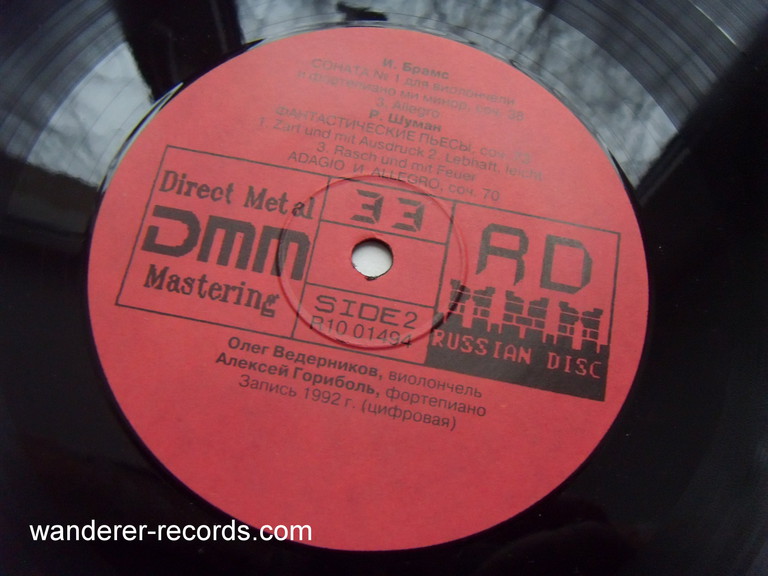 И. Брамс
СОНАТА № 1 для виолончели
и фортепиано ми минор, соч. 38
3. Allegro
Р. Шуман
ФАНТАСТИЧЕСКИЕ ПЬЕСЫ, соч. 73
1. Zart und mit Ausdruck 2. Lebhaft, leicht
3. Rasch und mit Feuer
ADAGIO И ALLEGRO, соч. 70
Direct Metal
DMM
Mastering
33
SIDE 2
R10 01494
RD
RUSSIAN DISC
Олег Ведерников, виолончель
Алексей Гориболь, фортепиано
Запись 1992 г. (цифровая)
wanderer-records.com